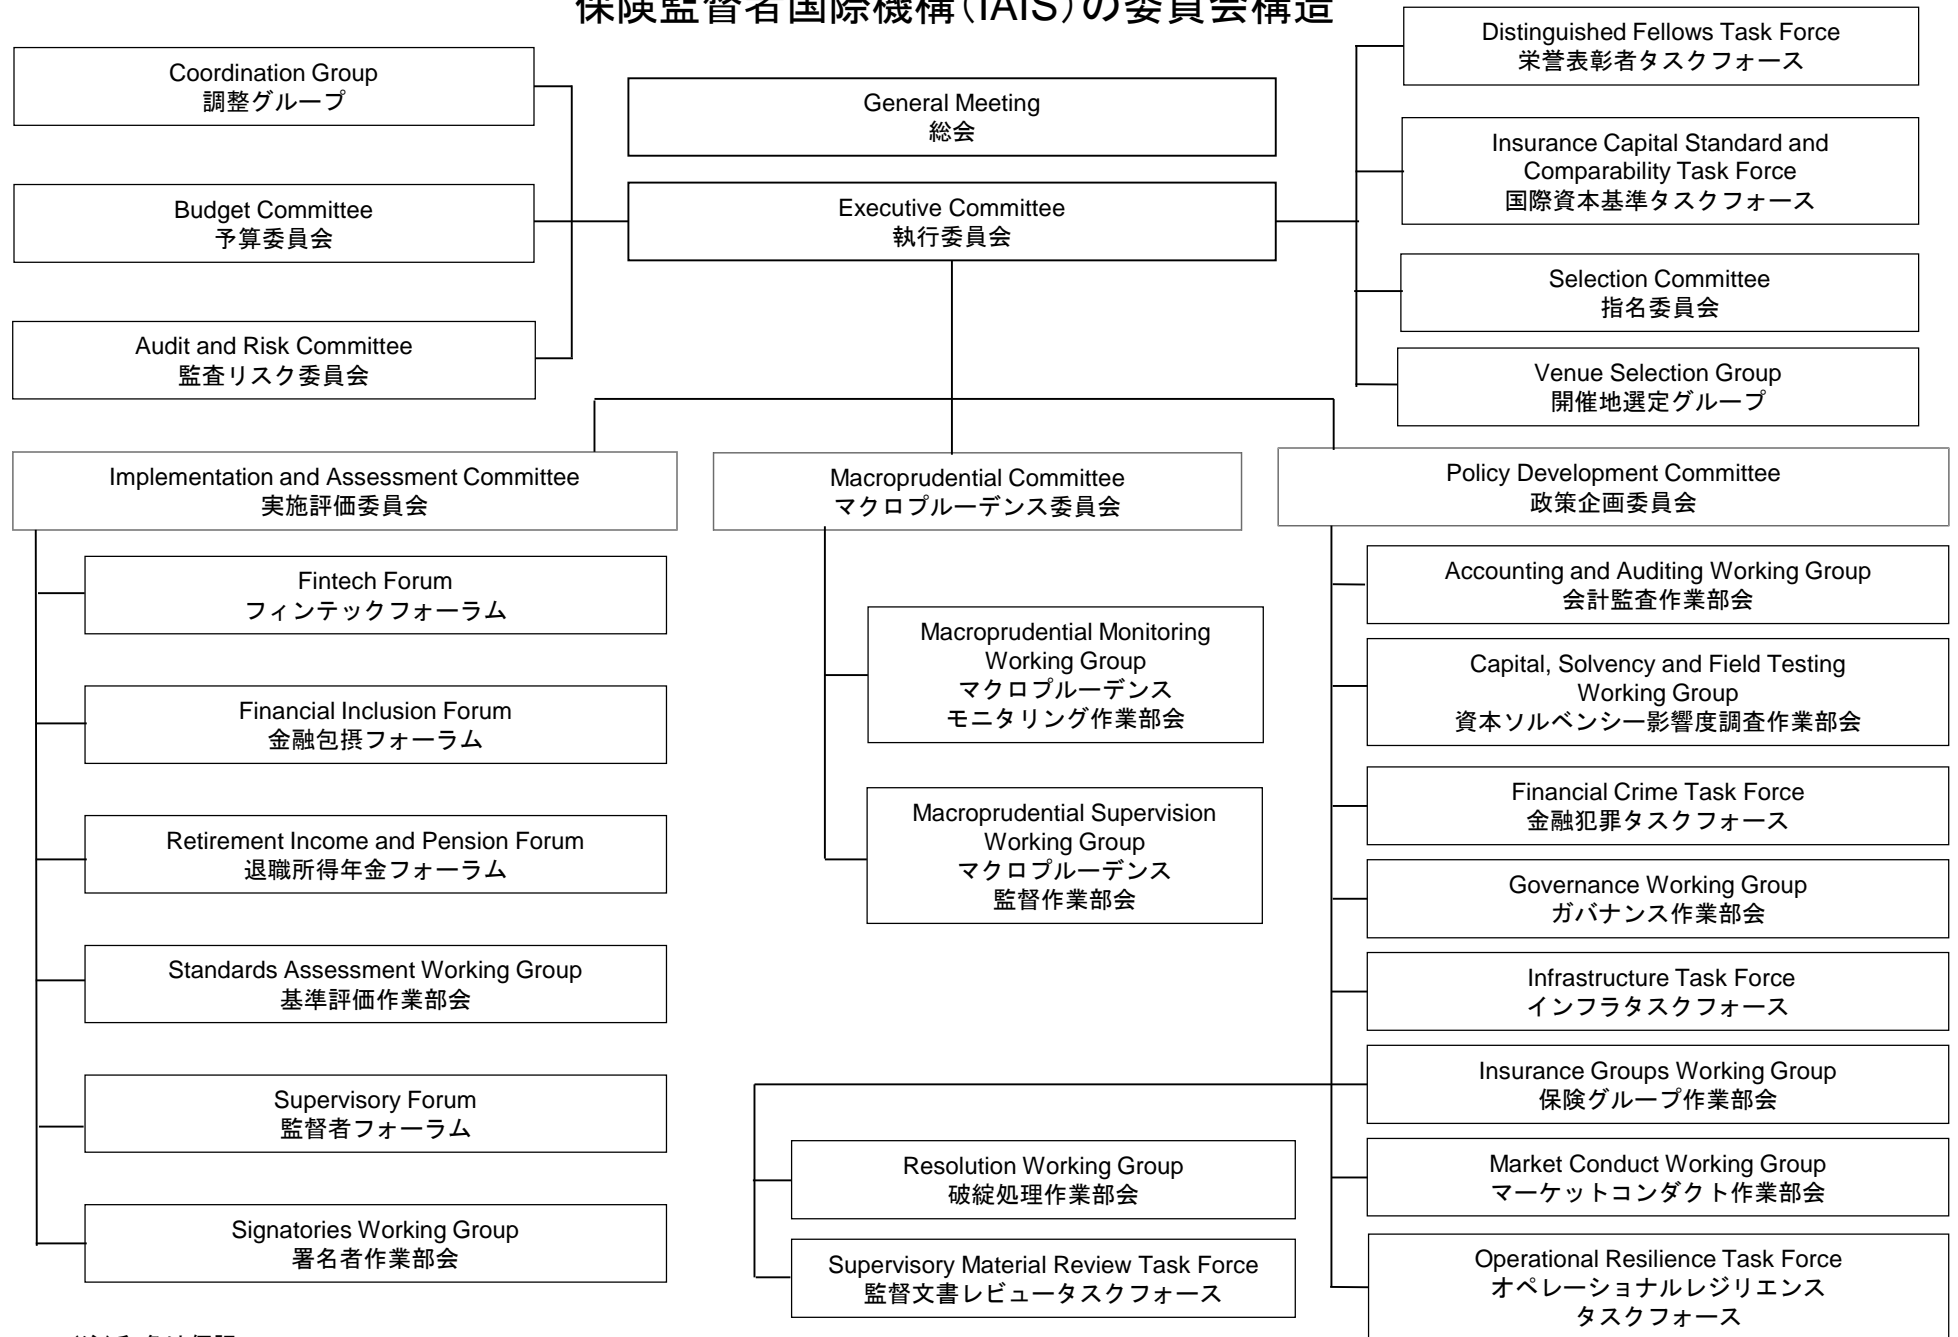 保険監督者国際機構（IAIS）の委員会構造
Coordination Group
調整グループ
General Meeting
総会
Distinguished Fellows Task Force
栄誉表彰者タスクフォース
Insurance Capital Standard and
Comparability Task Force
国際資本基準タスクフォース
Budget Committee
予算委員会
Executive Committee
執行委員会
Selection Committee
指名委員会
Audit and Risk Committee
監査リスク委員会
Venue Selection Group
開催地選定グループ
Implementation and Assessment Committee
実施評価委員会
Macroprudential Committee
マクロプルーデンス委員会
Policy Development Committee
政策企画委員会
Fintech Forum
フィンテックフォーラム
Financial Inclusion Forum
金融包摂フォーラム
Retirement Income and Pension Forum
退職所得年金フォーラム
Standards Assessment Working Group
基準評価作業部会
Supervisory Forum
監督者フォーラム
Signatories Working Group
署名者作業部会
Macroprudential Monitoring
Working Group
マクロプルーデンス
モニタリング作業部会
Macroprudential Supervision
Working Group
マクロプルーデンス
監督作業部会
Accounting and Auditing Working Group
会計監査作業部会
Capital, Solvency and Field Testing
Working Group
資本ソルベンシー影響度調査作業部会
Financial Crime Task Force
金融犯罪タスクフォース
Governance Working Group
ガバナンス作業部会
Infrastructure Task Force
インフラタスクフォース
Insurance Groups Working Group
保険グループ作業部会
Market Conduct Working Group
マーケットコンダクト作業部会
Operational Resilience Task Force
オペレーショナルレジリエンス
タスクフォース
Resolution Working Group
破綻処理作業部会
Supervisory Material Review Task Force
監督文書レビュータスクフォース